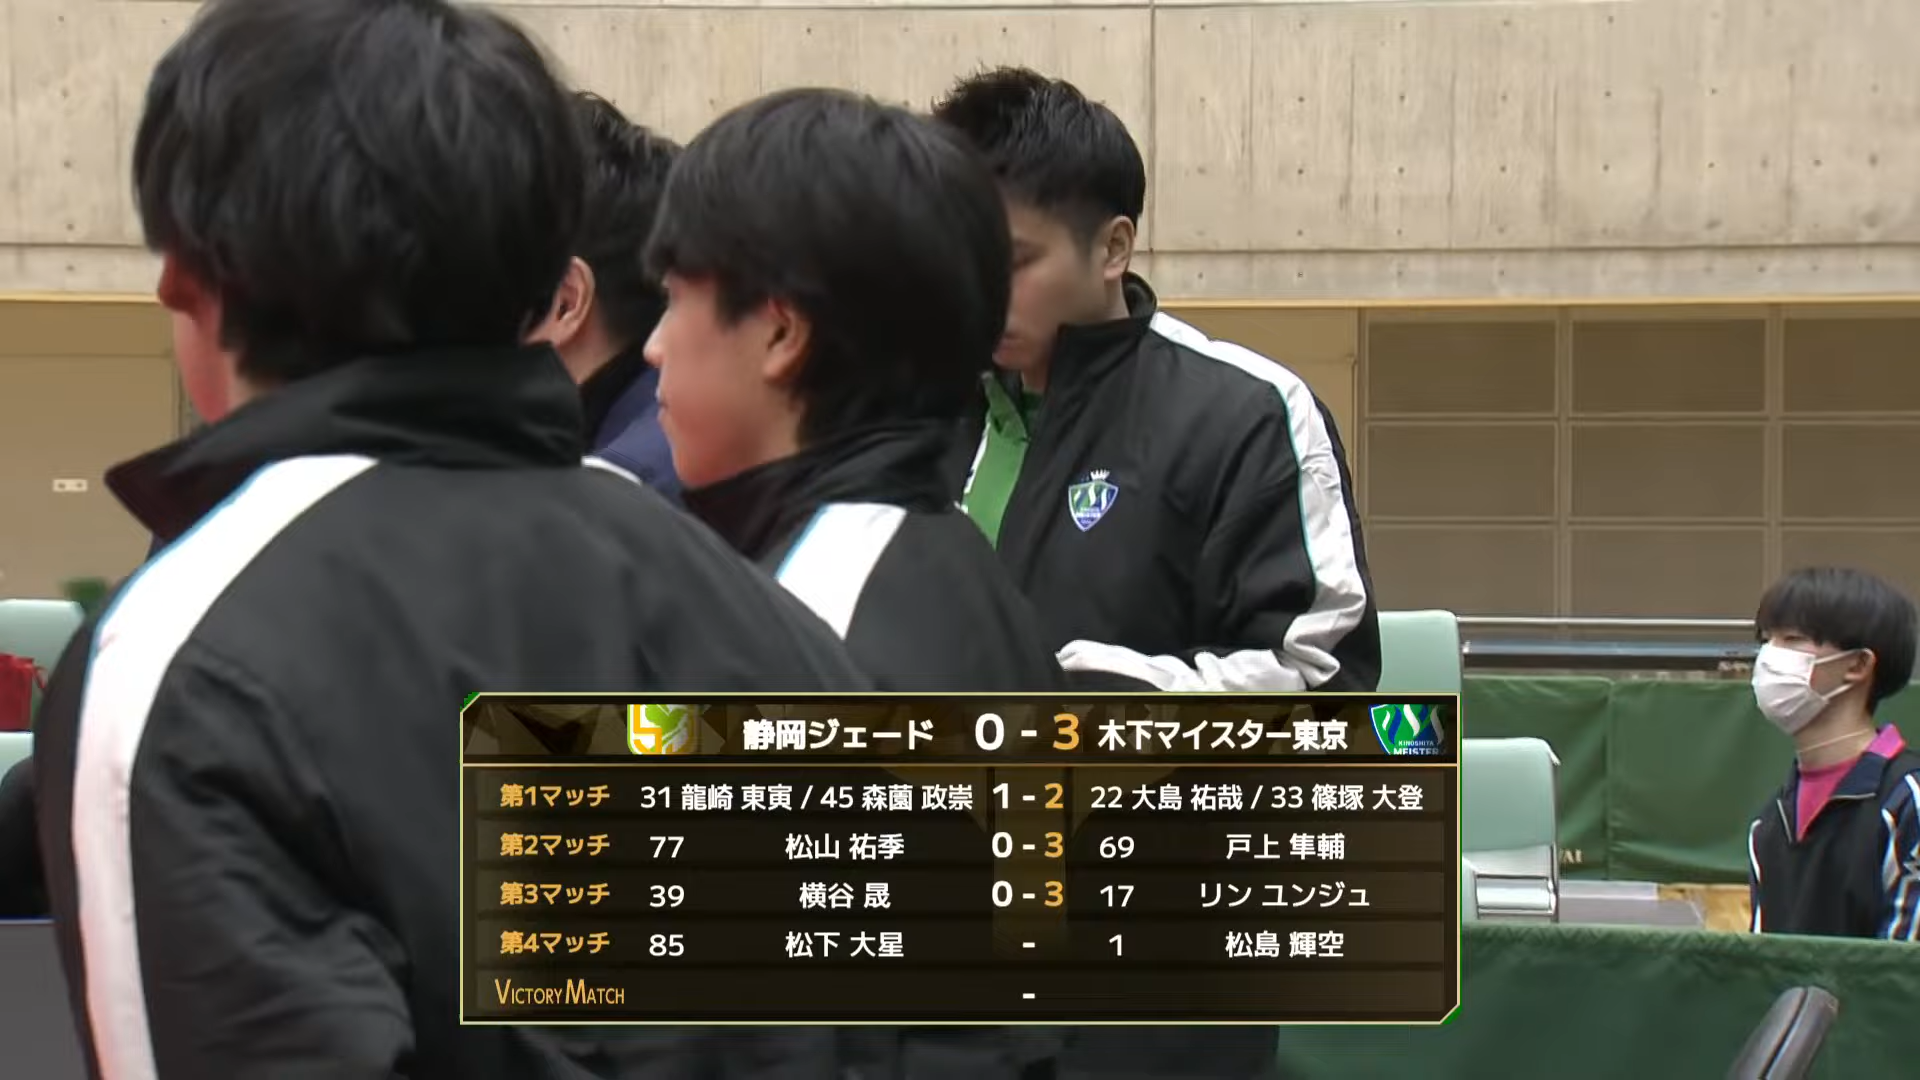 静岡ジェード 0 - 3 木下マイスター東京 KINOSHITA MEISTER
第1マッチ 31 龍崎 東寅 / 45 森薗 政崇 1 - 2 22 大島 祐哉 / 33 篠塚 大登
第2マッチ 77 松山 祐季 0 - 3 69 戸上 隼輔
第3マッチ 39 横谷 晟 0 - 3 17 リン ユンジュ
第4マッチ 85 松下 大星 - 1 松島 輝空
VICTORY MATCH -